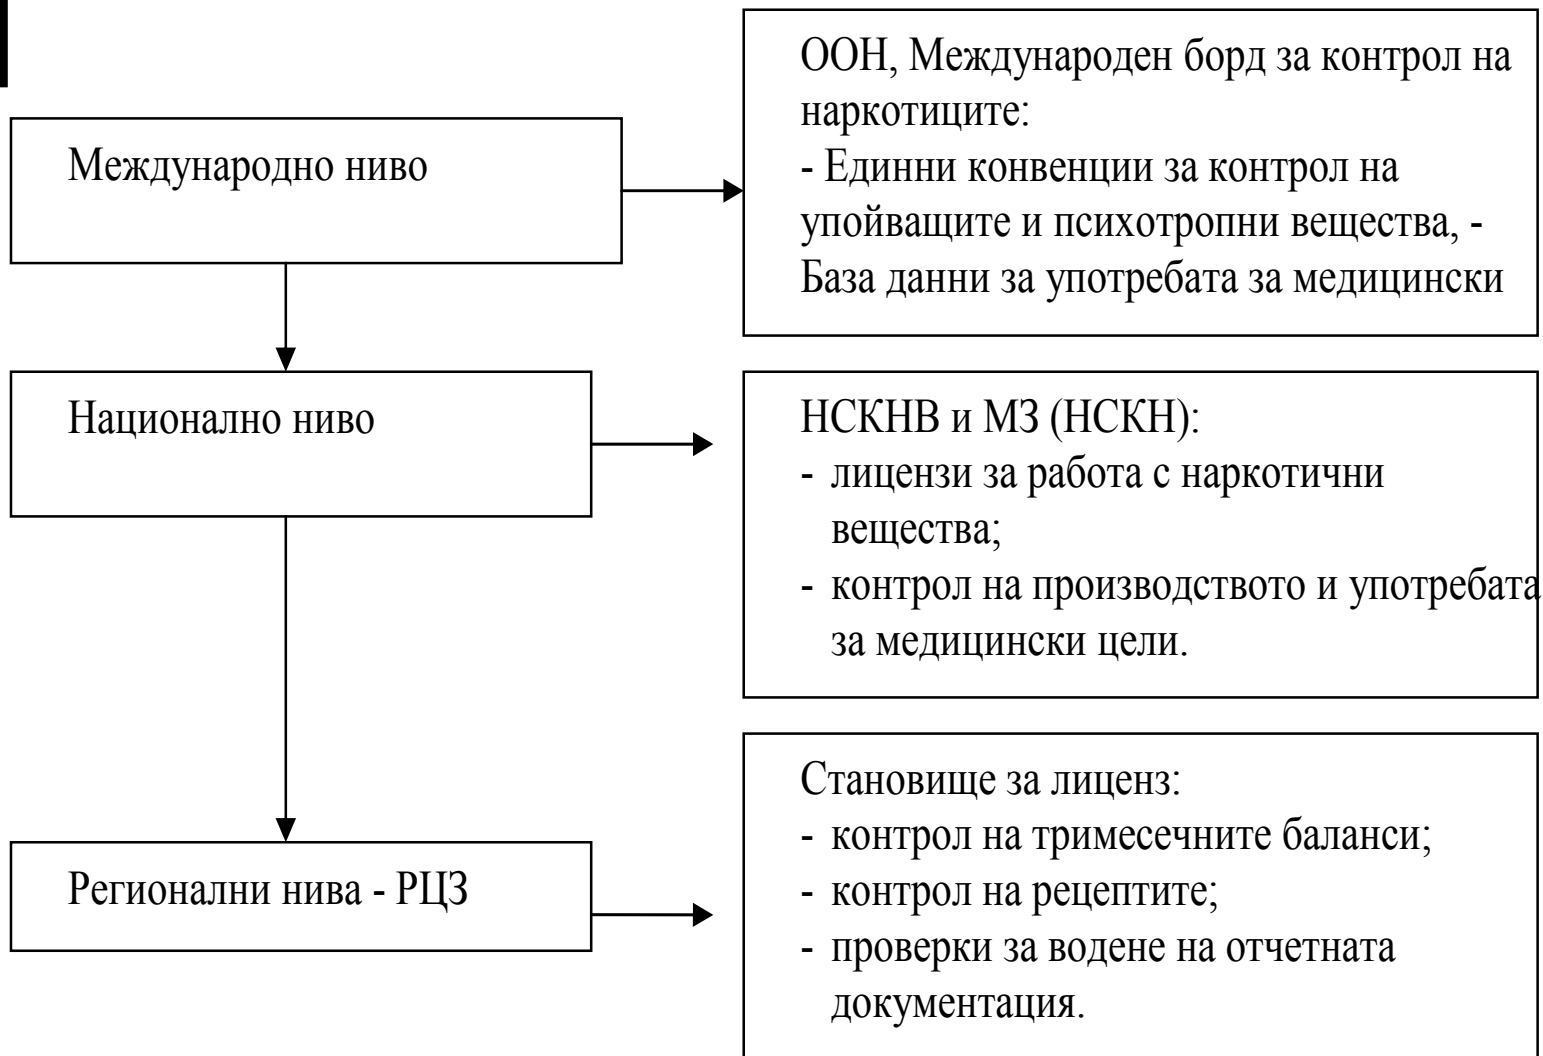 Международно ниво
ООН, Международен борд за контрол на
наркотиците:
- Единни конвенции за контрол на
упойващите и психотропни вещества, -
База данни за употребата за медицински
Национално ниво
НСКНВ и МЗ (НСКН):
- лицензи за работа с наркотични
вещества;
- контрол на производството и употребата
за медицински цели.
Регионални нива - РЦЗ
Становище за лиценз:
- контрол на тримесечните баланси;
- контрол на рецептите;
- проверки за водене на отчетната
документация.